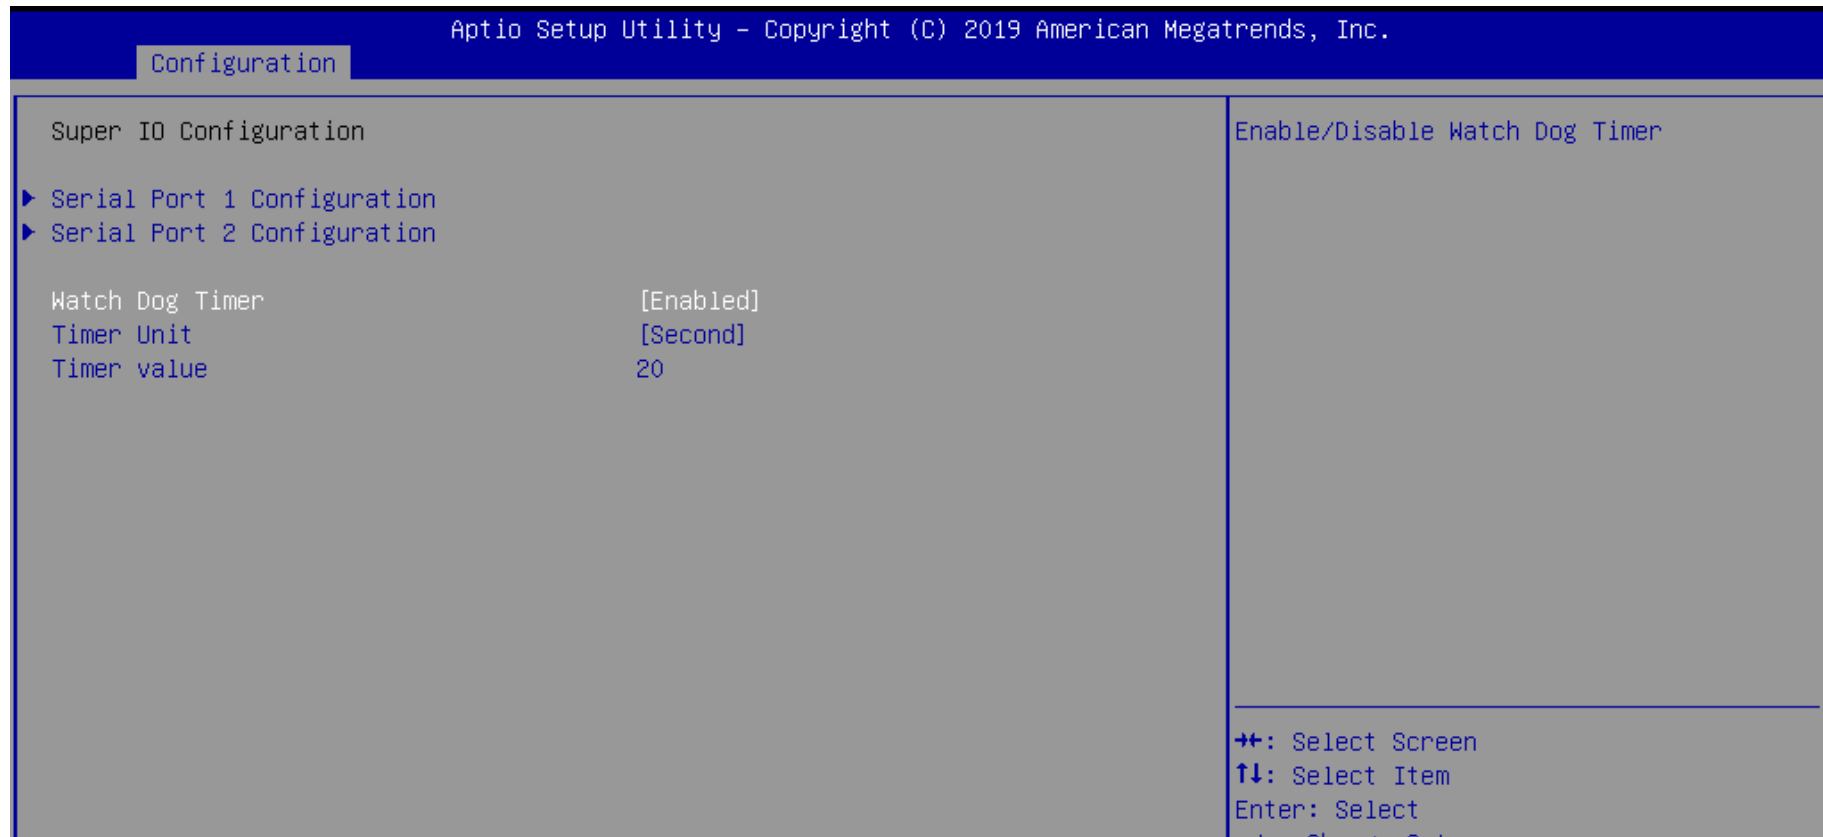 Aptio Setup Utility – Copyright (C) 2019 American Megatrends, Inc.
Configuration
Super IO Configuration
Serial Port 1 Configuration
Serial Port 2 Configuration
Watch Dog Timer [Enabled]
Timer Unit [Second]
Timer value 20
Enable/Disable Watch Dog Timer
→←: Select Screen
↑↓: Select Item
Enter: Select